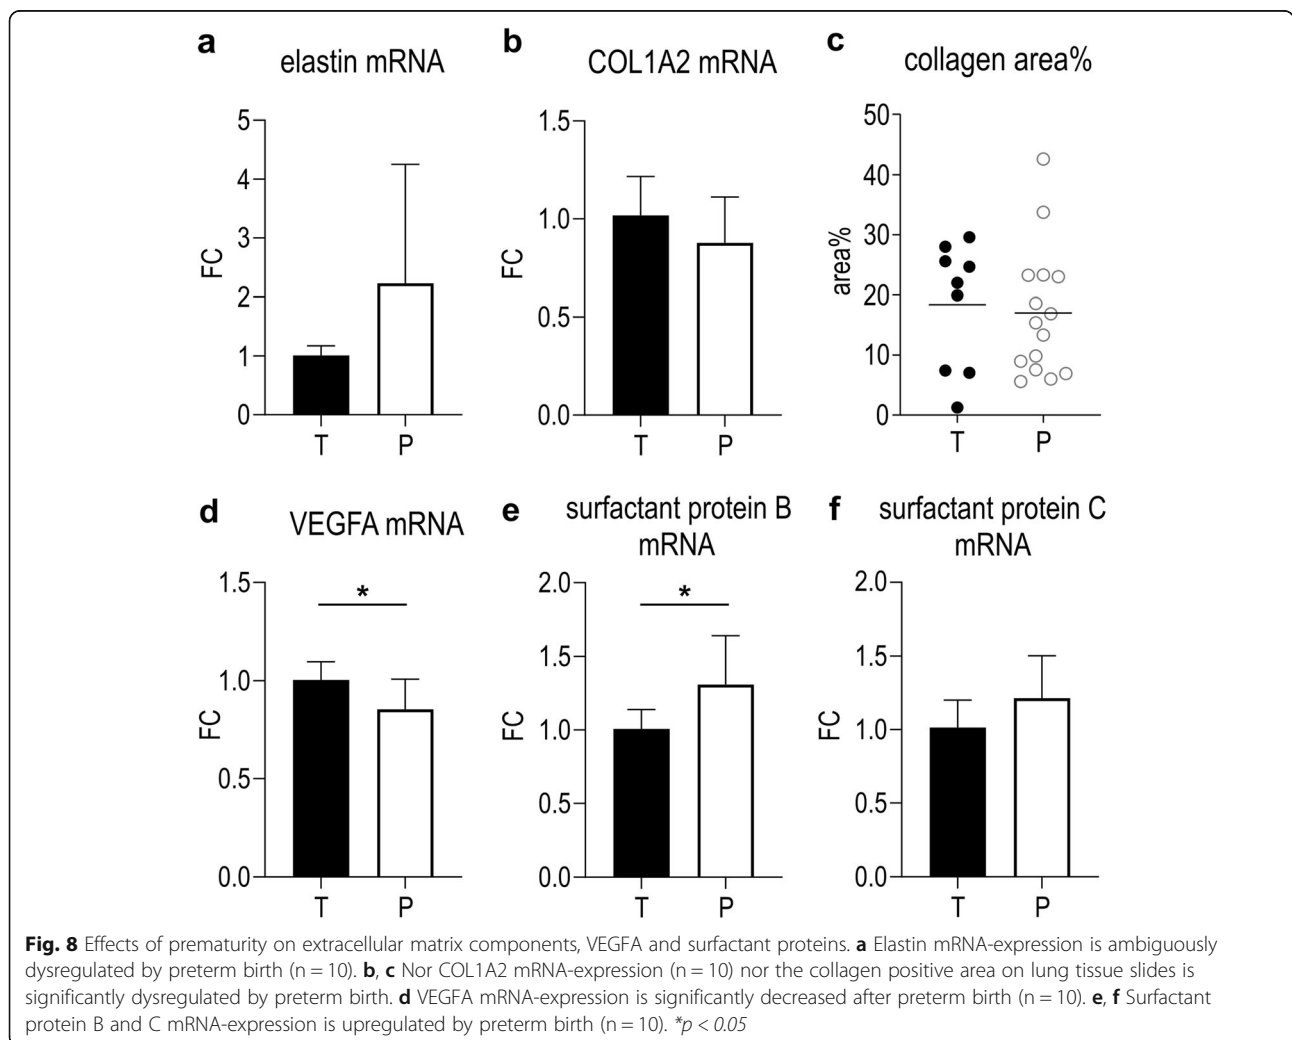 a
elastin mRNA
5
4
3
2
1
0
FC
T P
b
COL1A2 mRNA
1.5
1.0
0.5
0.0
FC
T P
c
collagen area%
50
40
30
20
10
0
area%
T P
d
VEGFA mRNA
1.5
1.0
0.5
0.0
FC
*
T P
e
surfactant protein B
mRNA
2.0
1.5
1.0
0.5
0.0
FC
*
T P
f
surfactant protein C
mRNA
2.0
1.5
1.0
0.5
0.0
FC
T P
Fig. 8 Effects of prematurity on extracellular matrix components, VEGFA and surfactant proteins. a Elastin mRNA-expression is ambiguously
dysregulated by preterm birth (n = 10). b, c Nor COL1A2 mRNA-expression (n = 10) nor the collagen positive area on lung tissue slides is
significantly dysregulated by preterm birth. d VEGFA mRNA-expression is significantly decreased after preterm birth (n = 10). e, f Surfactant
protein B and C mRNA-expression is upregulated by preterm birth (n = 10). *p < 0.05